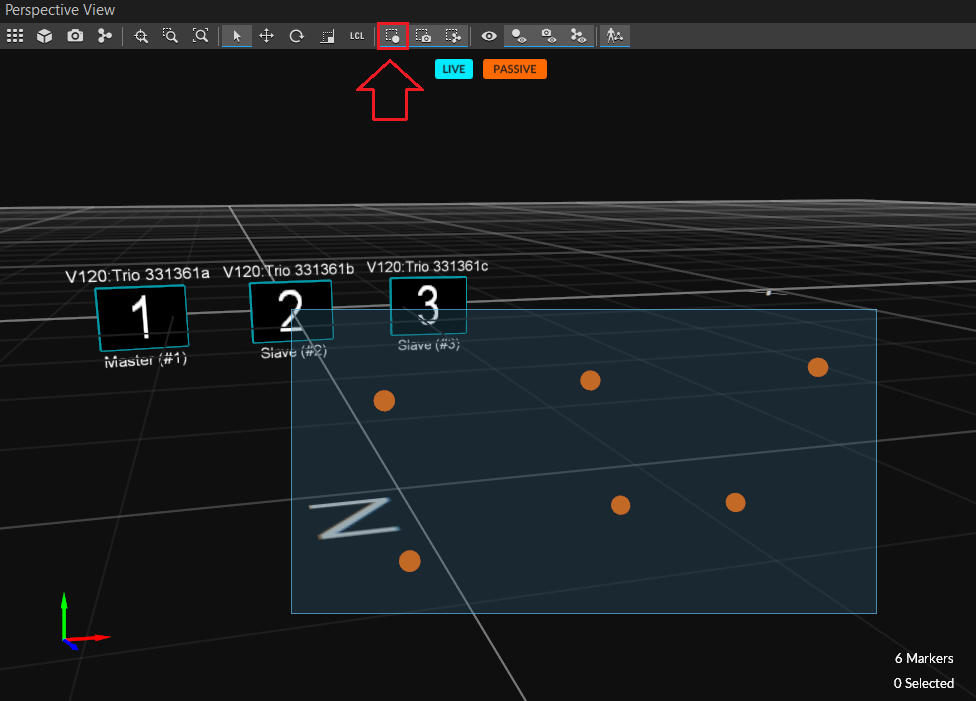 Perspective View
LCL
LIVE PASSIVE
V120:Trio 331361a V120:Trio 331361b V120:Trio 331361c
1 2 3
Master (#1) Slave (#2) Slave (#3)
Z
6 Markers
0 Selected